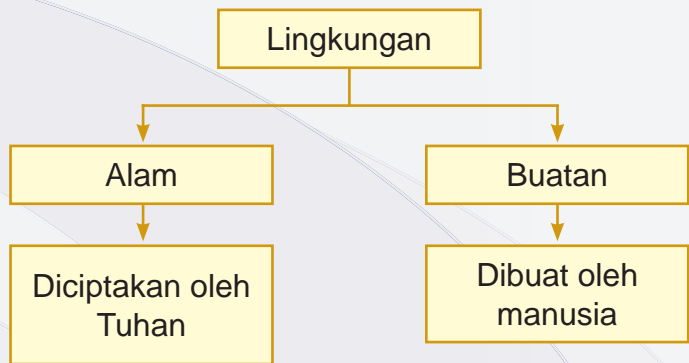 Lingkungan
Alam
Buatan
Diciptakan oleh
Tuhan
Dibuat oleh
manusia